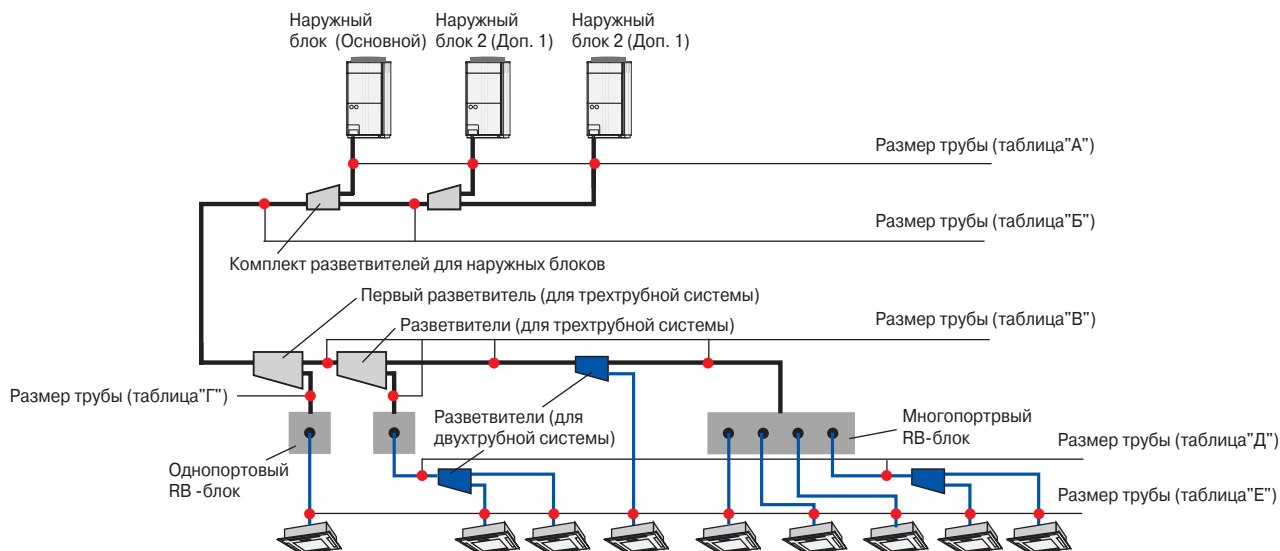 Наружный
блок (Основной)
Наружный
блок 2 (Доп. 1)
Наружный
блок 2 (Доп. 1)
Размер трубы (таблица"А")
Размер трубы (таблица"Б")
Комплект разветвителей для наружных блоков
Первый разветвитель (для трехтрубной системы)
Разветвители (для трехтрубной системы)
Размер трубы (таблица"В")
Размер трубы (таблица"Г")
Разветвители (для
двухтрубной системы)
Многопортрвый
RB-блок
Размер трубы (таблица"Д")
Однопортовый
RB -блок
Размер трубы (таблица"Е")